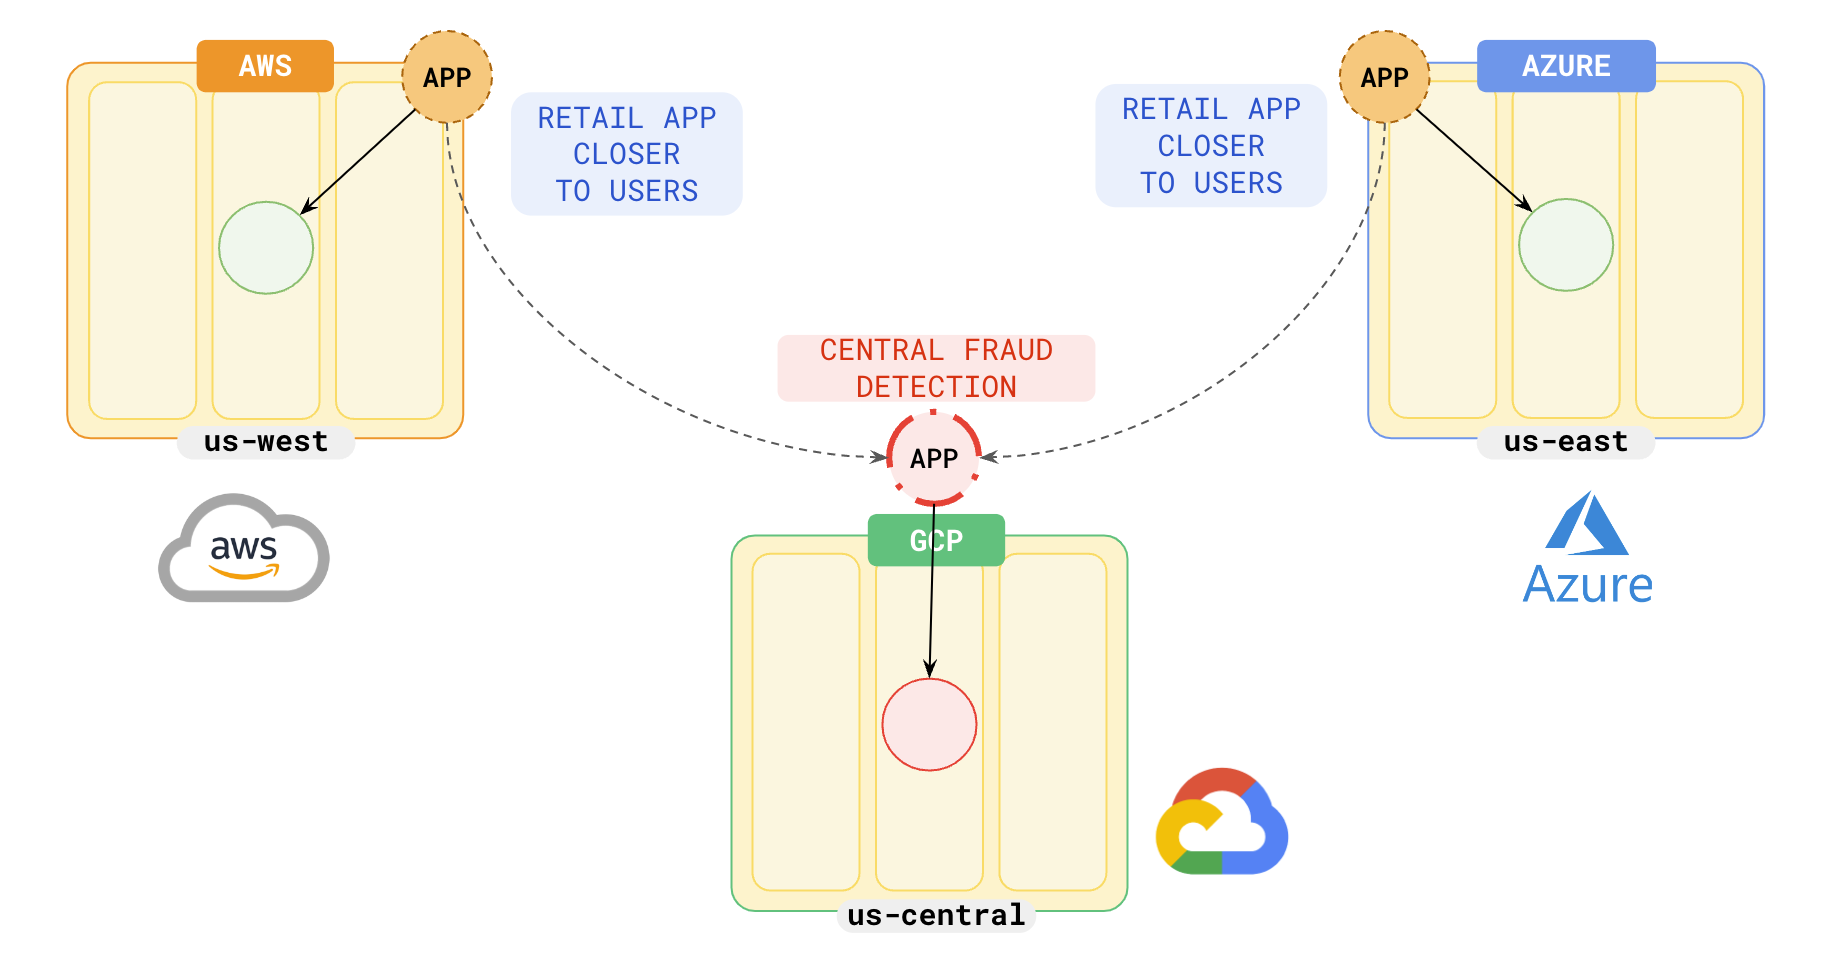 AWS
APP
RETAIL APP
CLOSER
TO USERS
us-west
aws
RETAIL APP
CLOSER
TO USERS
APP
AZURE
us-east
Azure
CENTRAL FRAUD
DETECTION
APP
GCP
us-central